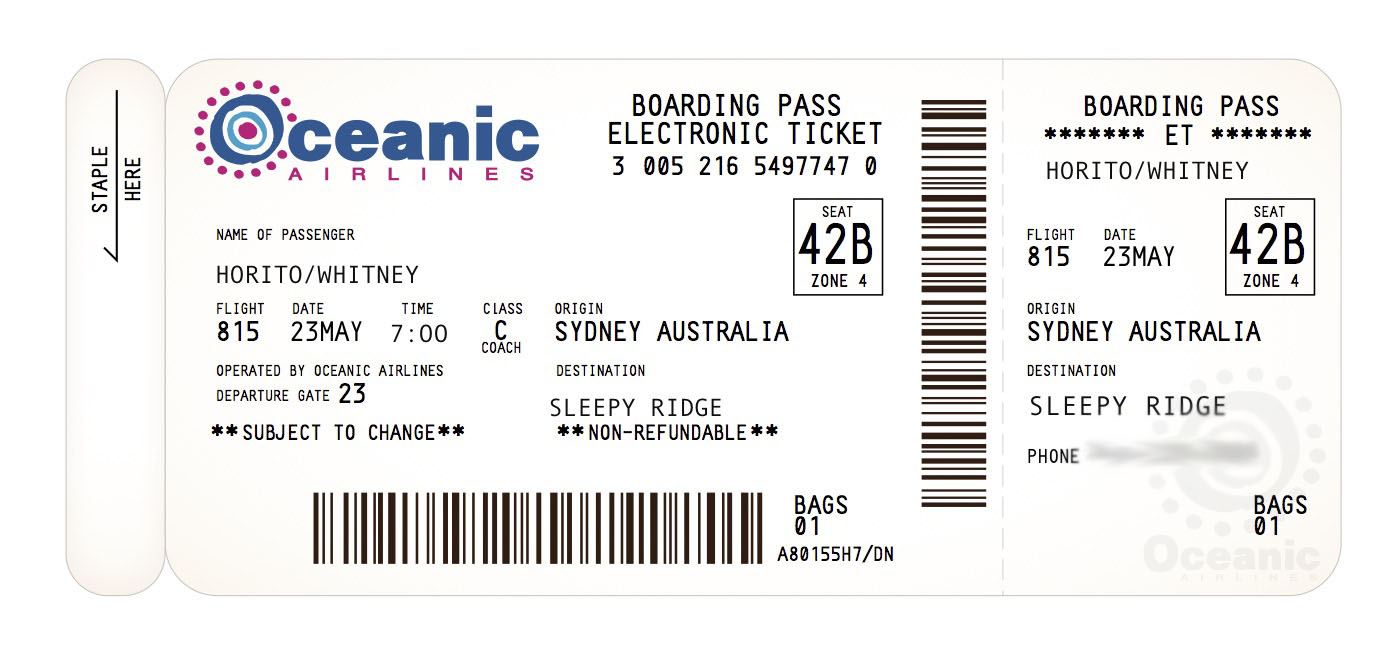 STAPLE
HERE
Oceanic
AIRLINES
BOARDING PASS
ELECTRONIC TICKET
3 005 216 5497747 0
NAME OF PASSENGER
HORITO/WHITNEY
SEAT
42B
ZONE 4
FLIGHT DATE TIME CLASS ORIGIN
815 23MAY 7:00 C SYDNEY AUSTRALIA
COACH
OPERATED BY OCEANIC AIRLINES DESTINATION
DEPARTURE GATE 23
SLEEPY RIDGE
**SUBJECT TO CHANGE** **NON-REFUNDABLE**
BAGS
01
A80155H7/DN
BOARDING PASS
******* ET *******
HORITO/WHITNEY
SEAT
42B
ZONE 4
FLIGHT DATE
815 23MAY
ORIGIN
SYDNEY AUSTRALIA
DESTINATION
SLEEPY RIDGE
PHONE
BAGS
01
Oceanic
AIRLINES